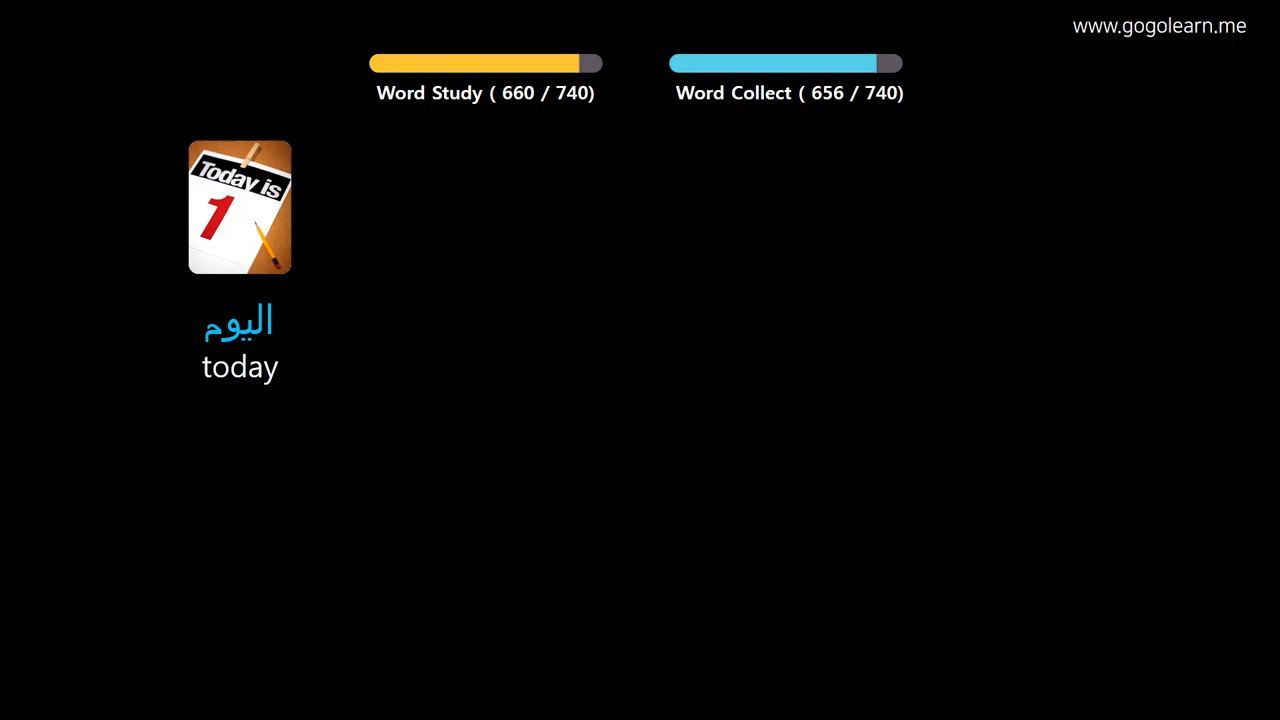 www.gogolearn.me
Word Study ( 660 / 740)
Word Collect ( 656 / 740)
Today is
1
اليوم
today